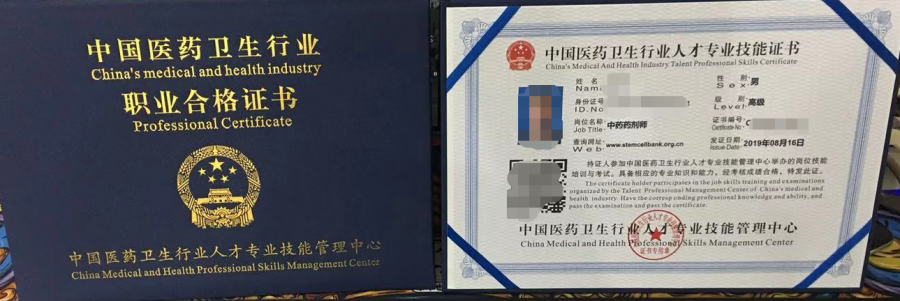 中国医药卫生行业
China's medical and health industry
职业合格证书
Professional Certificate
中国医药卫生行业人才专业技能管理中心
China Medical and Health Professional Skills Management Center
中国医药卫生行业人才专业技能证书
China's Medical And Health Industry Talent Professional Skills Certificate
姓名
Name
性别 男
Sex
身份证号
ID.No
级别 高级
Level
岗位名称 中药药剂师
Job Title
证书编号 C
Certificate No
查询网址 www.stemcellbank.org.cn
Web
发证日期 2019年08月16日
Issue Date
持证人参加中国医药卫生行业人才专业技能管理中心举办的岗位技能
培训与考试。具备相应的专业知识和能力，经考核成绩合格，特发此证。
The certificate holder participates in the job skills training and examinations
organized by the Talent Professional Management Center of China's medical and
health industry. Have the corresp onding professional knowledge and ability, and
pass the examination and pass the certificate.
中国医药卫生行业人才专业技能管理中心
China Medical and Health Professional Skills Management Center
证书专用章